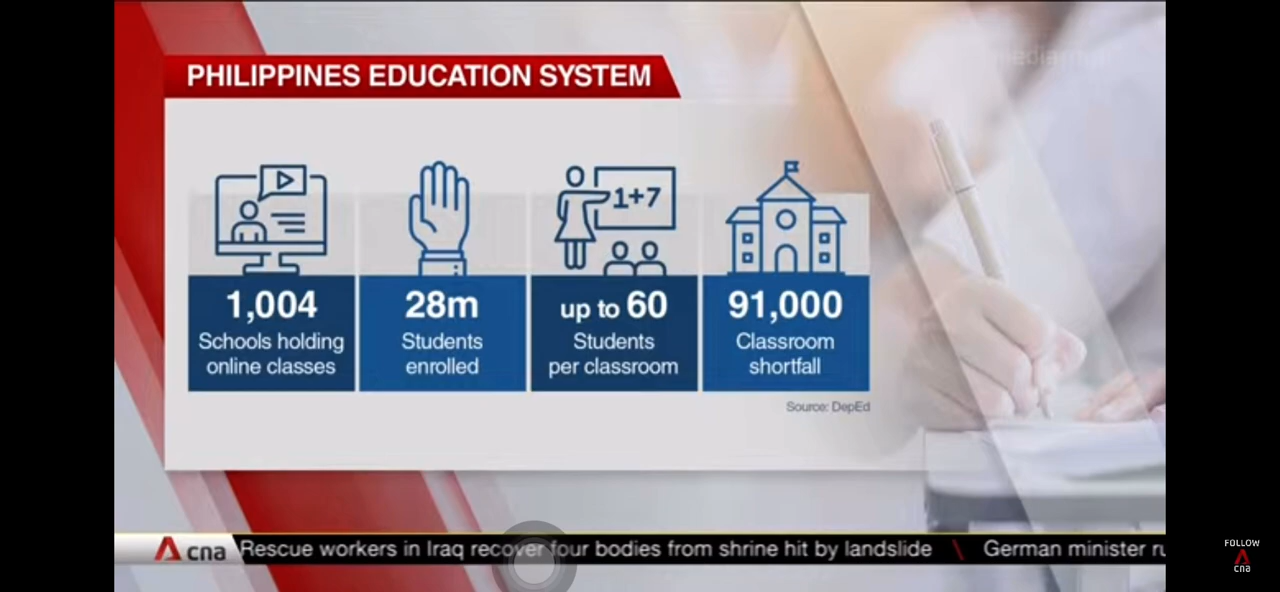 PHILIPPINES EDUCATION SYSTEM
1+7
1,004
Schools holding
online classes
28m
Students
enrolled
up to 60
Students
per classroom
91,000
Classroom
shortfall
Source: DepEd
cna
Rescue workers in Iraq recover four bodies from shrine hit by landslide \ German minister ru
FOLLOW
cna